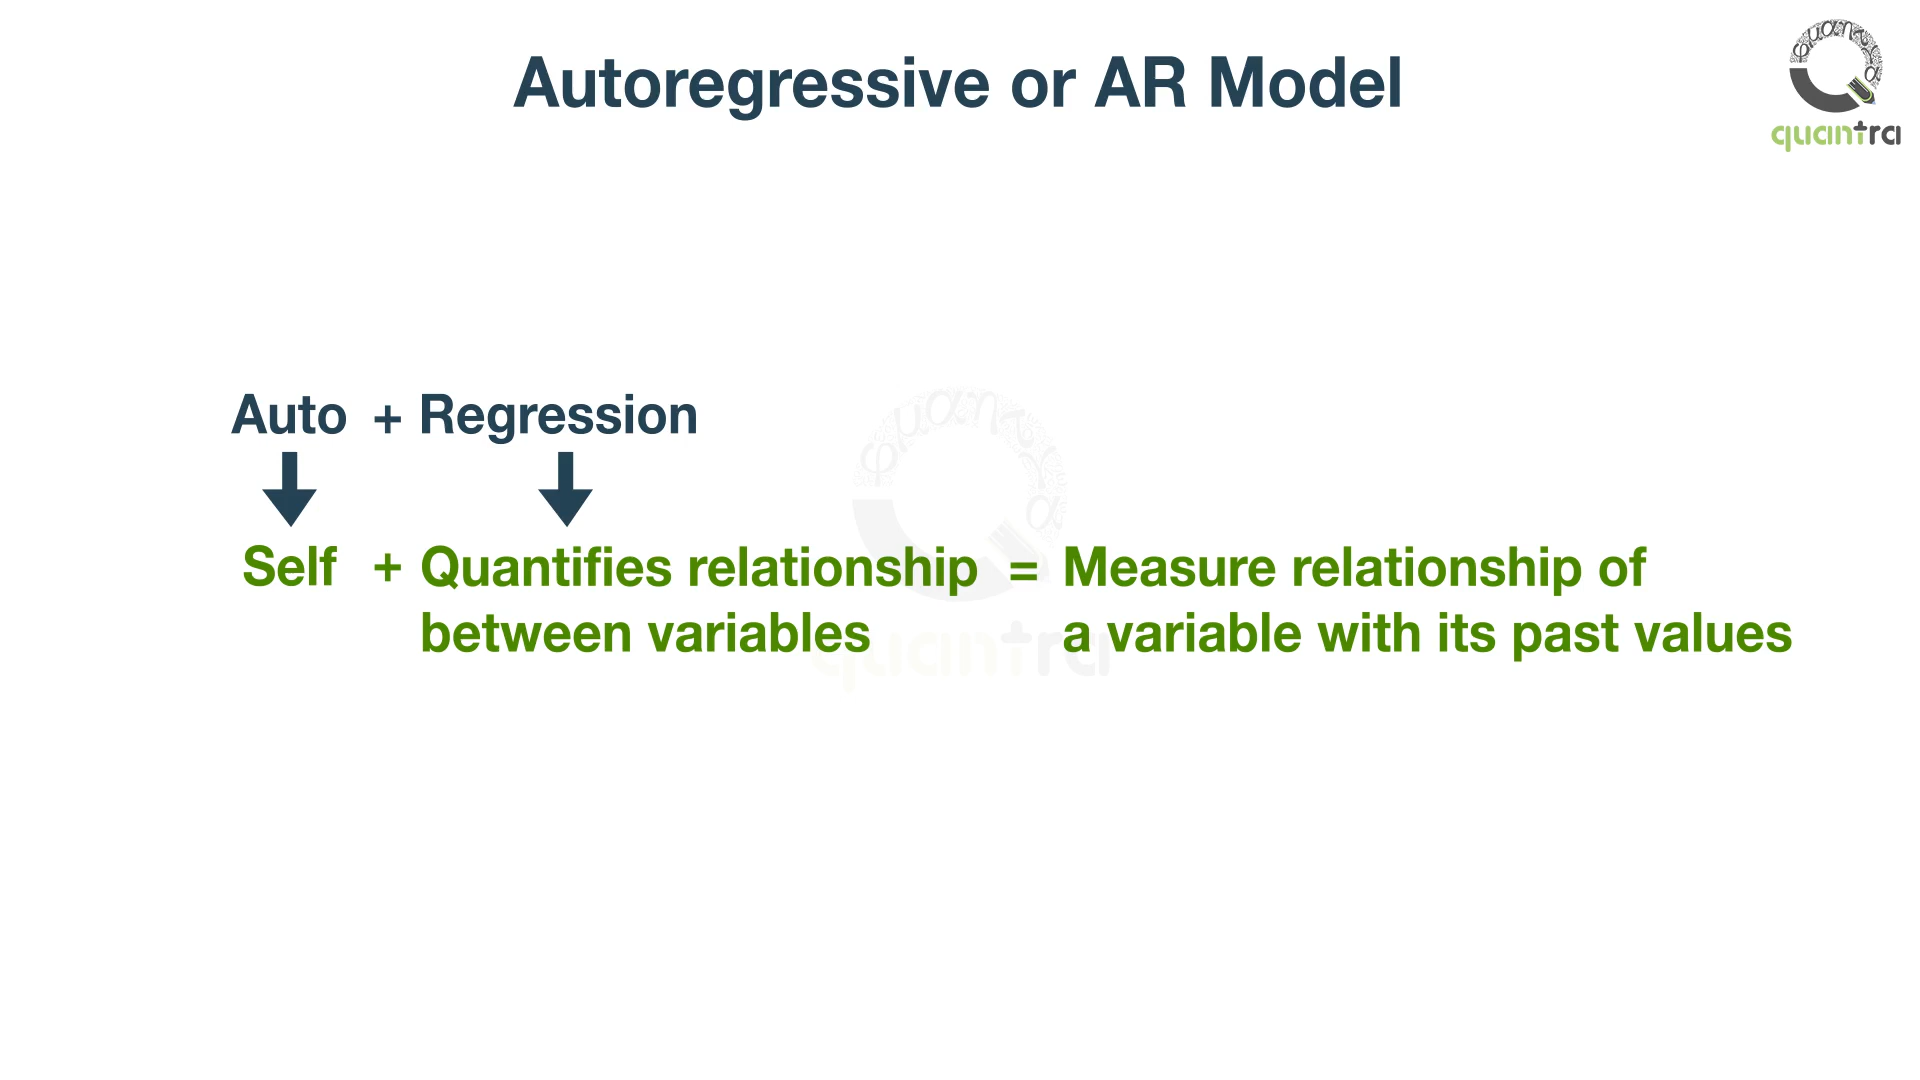 Autoregressive or AR Model
quantra
Auto + Regression
Self + Quantifies relationship = Measure relationship of
between variables a variable with its past values
quantra